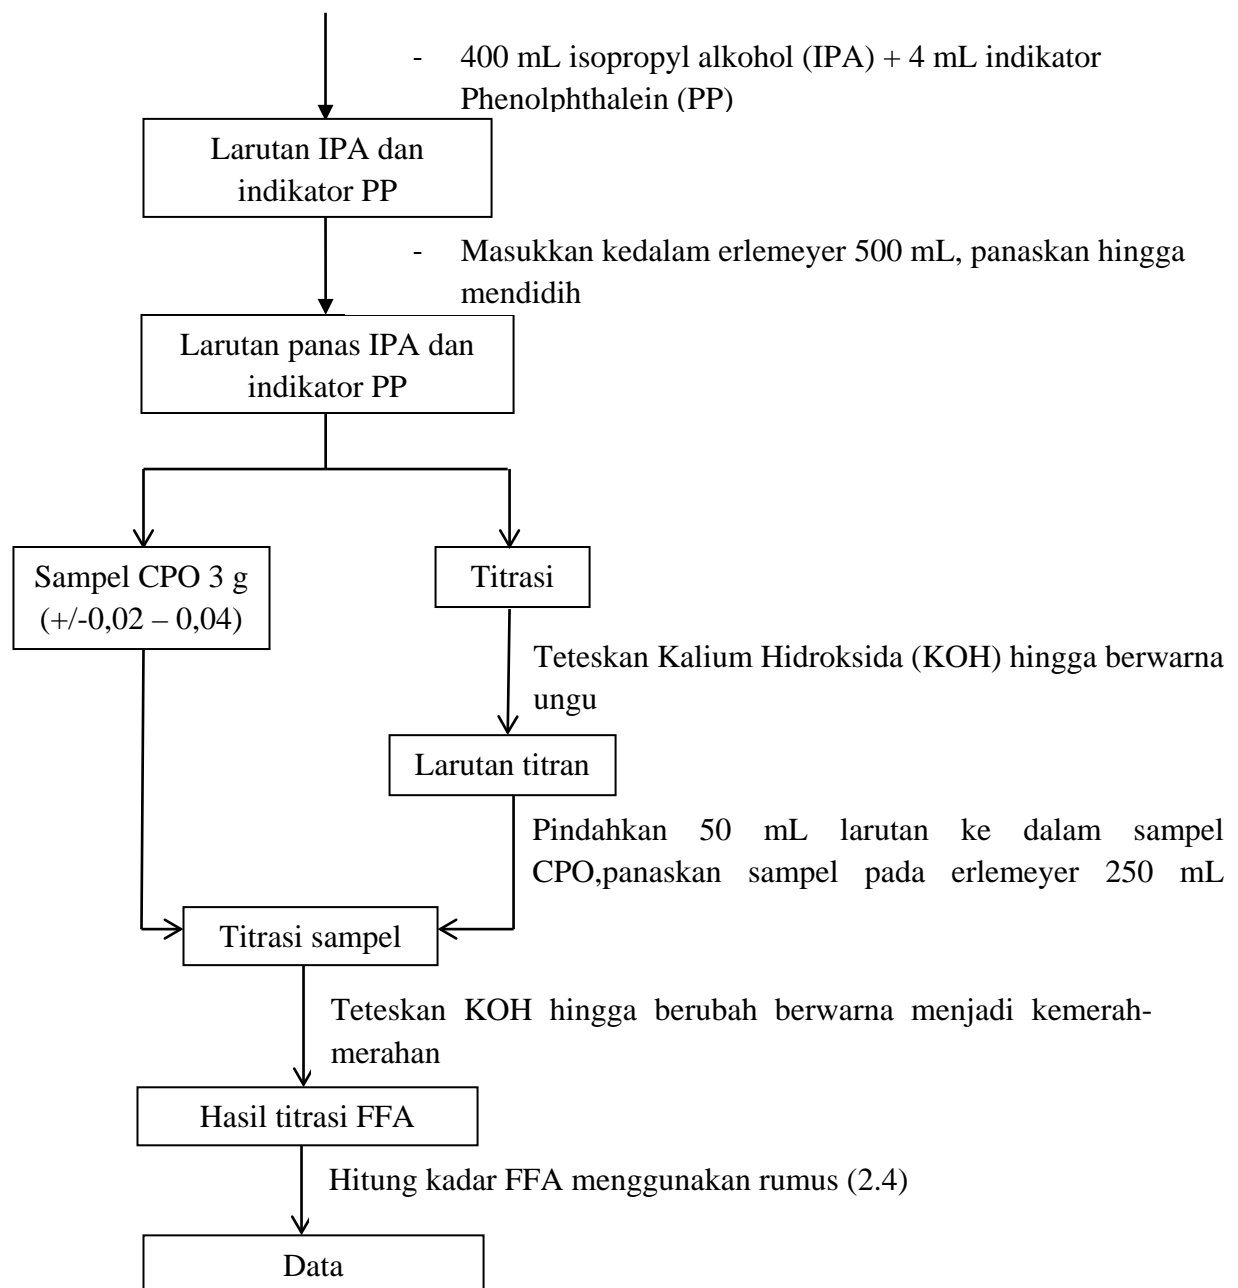 - 400 mL isopropyl alkohol (IPA) + 4 mL indikator
Phenolphthalein (PP)
Larutan IPA dan
indikator PP
- Masukkan kedalam erlemeyer 500 mL, panaskan hingga
mendidih
Larutan panas IPA dan
indikator PP
Sampel CPO 3 g
(+/-0,02 – 0,04)
Titrasi
Teteskan Kalium Hidroksida (KOH) hingga berwarna
ungu
Larutan titran
Pindahkan 50 mL larutan ke dalam sampel
CPO,panaskan sampel pada erlemeyer 250 mL
Titrasi sampel
Teteskan KOH hingga berubah berwarna menjadi kemerah-
merahan
Hasil titrasi FFA
Hitung kadar FFA menggunakan rumus (2.4)
Data